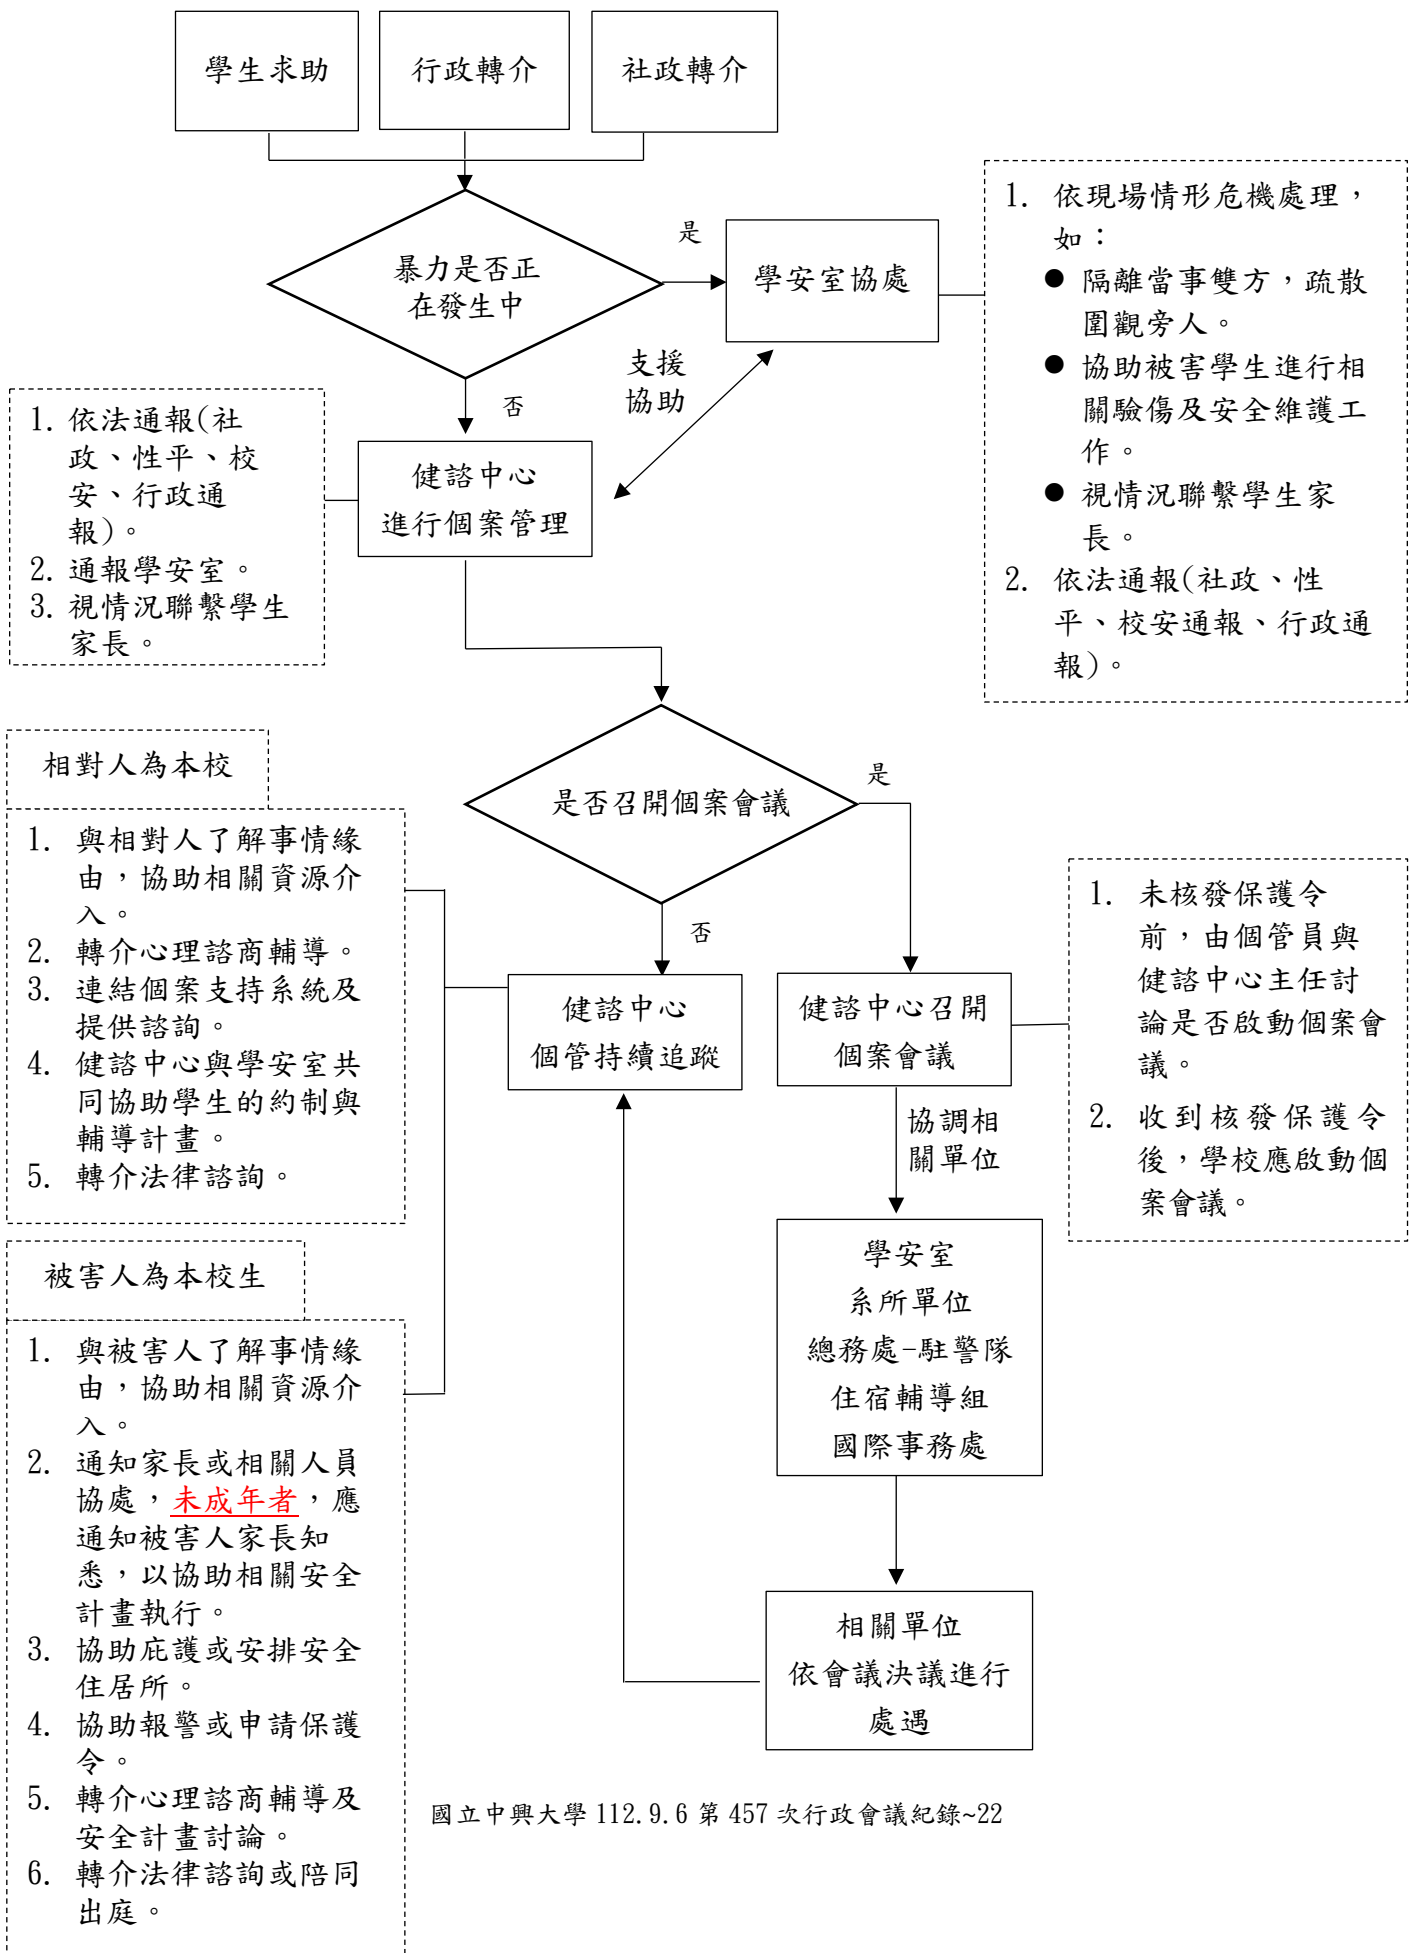 學生求助
行政轉介
社政轉介
暴力是否正
在發生中
是
學安室協處
1. 依現場情形危機處理，
如：
● 隔離當事雙方，疏散
圍觀旁人。
● 協助被害學生進行相
關驗傷及安全維護工
作。
● 視情況聯繫學生家
長。
2. 依法通報(社政、性
平、校安通報、行政通
報)。
支援
協助
否
1. 依法通報(社
政、性平、校
安、行政通
報)。
2. 通報學安室。
3. 視情況聯繫學生
家長。
健諮中心
進行個案管理
是否召開個案會議
是
否
相對人為本校
1. 與相對人了解事情緣
由，協助相關資源介
入。
2. 轉介心理諮商輔導。
3. 連結個案支持系統及
提供諮詢。
4. 健諮中心與學安室共
同協助學生的約制與
輔導計畫。
5. 轉介法律諮詢。
健諮中心
個管持續追蹤
健諮中心召開
個案會議
1. 未核發保護令
前，由個管員與
健諮中心主任討
論是否啟動個案會
議。
2. 收到核發保護令
後，學校應啟動個
案會議。
協調相
關單位
學安室
系所單位
總務處-駐警隊
住宿輔導組
國際事務處
被害人為本校生
1. 與被害人了解事情緣
由，協助相關資源介
入。
2. 通知家長或相關人員
協處，未成年者，應
通知被害人家長知
悉，以協助相關安全
計畫執行。
3. 協助庇護或安排安全
住居所。
4. 協助報警或申請保護
令。
5. 轉介心理諮商輔導及
安全計畫討論。
6. 轉介法律諮詢或陪同
出庭。
相關單位
依會議決議進行
處遇
國立中興大學 112.9.6 第 457 次行政會議紀錄~22